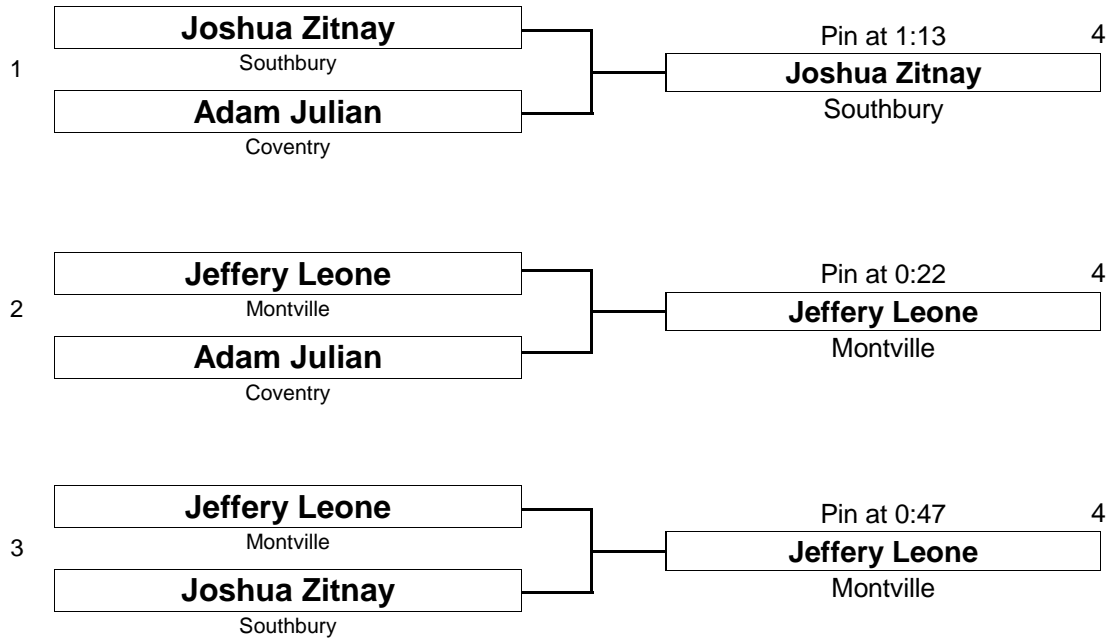 Joshua Zitnay
Southbury
1
Adam Julian
Coventry
Pin at 1:13 4
Joshua Zitnay
Southbury
Jeffery Leone
Montville
2
Adam Julian
Coventry
Pin at 0:22 4
Jeffery Leone
Montville
Jeffery Leone
Montville
3
Joshua Zitnay
Southbury
Pin at 0:47 4
Jeffery Leone
Montville